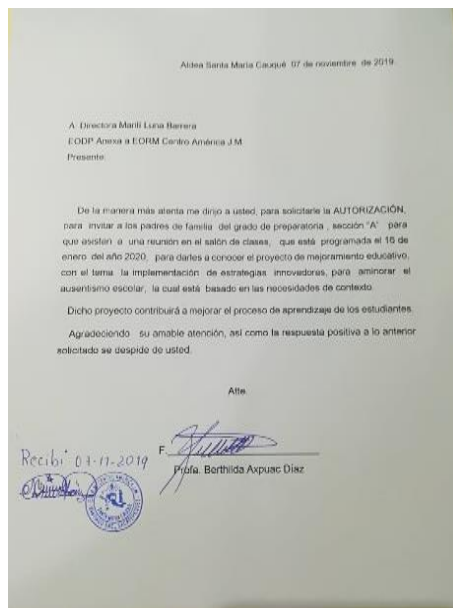 Aldea Santa María Cauqué 07 de noviembre de 2019.
A: Directora Marili Luna Barrera
EODP Anexa a EORM Centro América J.M
Presente.
De la manera más atenta me dirijo a usted, para solicitarle la AUTORIZACIÓN,
para invitar a los padres de familia del grado de preparatoria , sección "A" para
que asisten a una reunión en el salón de clases, que está programada el 16 de
enero del año 2020, para darles a conocer el proyecto de mejoramiento educativo,
con el tema la implementación de estrategias innovadores, para aminorar el
ausentismo escolar, la cual está basado en las necesidades de contexto.
Dicho proyecto contribuirá a mejorar el proceso de aprendizaje de los estudiantes.
Agradeciendo su amable atención, así como la respuesta positiva a lo anterior
solicitado se despide de usted.
Atte.
F.
Profa. Berthilda Axpuac Díaz
Recibí 07-11-2019